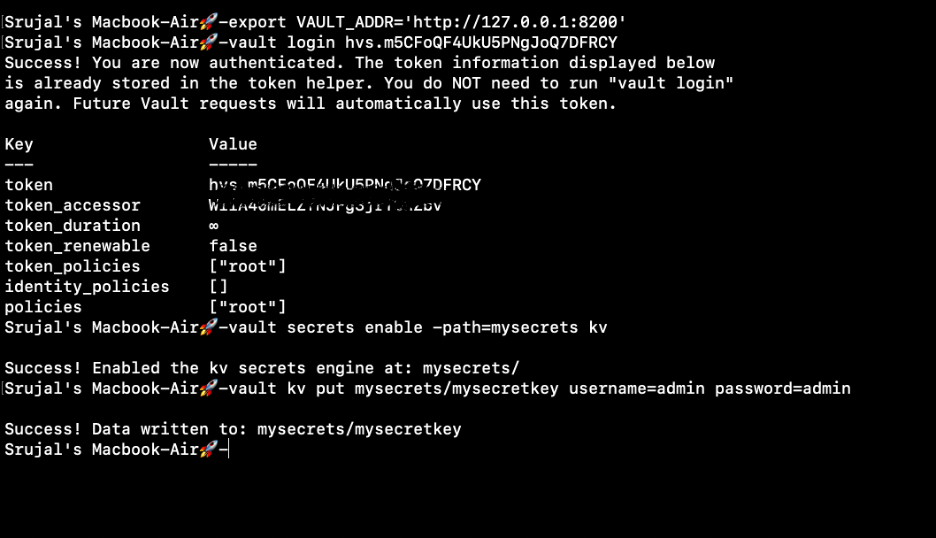 Srujal's Macbook-Air🚀-export VAULT_ADDR='http://127.0.0.1:8200'
Srujal's Macbook-Air🚀-vault login hvs.m5CFoQF4UkU5PNgJoQ7DFRCY
Success! You are now authenticated. The token information displayed below
is already stored in the token helper. You do NOT need to run "vault login"
again. Future Vault requests will automatically use this token.
Key                  Value
---                  -----
token
token_accessor
token_duration       ∞
token_renewable      false
token_policies       ["root"]
identity_policies    []
policies             ["root"]
Srujal's Macbook-Air🚀-vault secrets enable -path=mysecrets kv
Success! Enabled the kv secrets engine at: mysecrets/
Srujal's Macbook-Air🚀-vault kv put mysecrets/mysecretkey username=admin password=admin
Success! Data written to: mysecrets/mysecretkey
Srujal's Macbook-Air🚀-